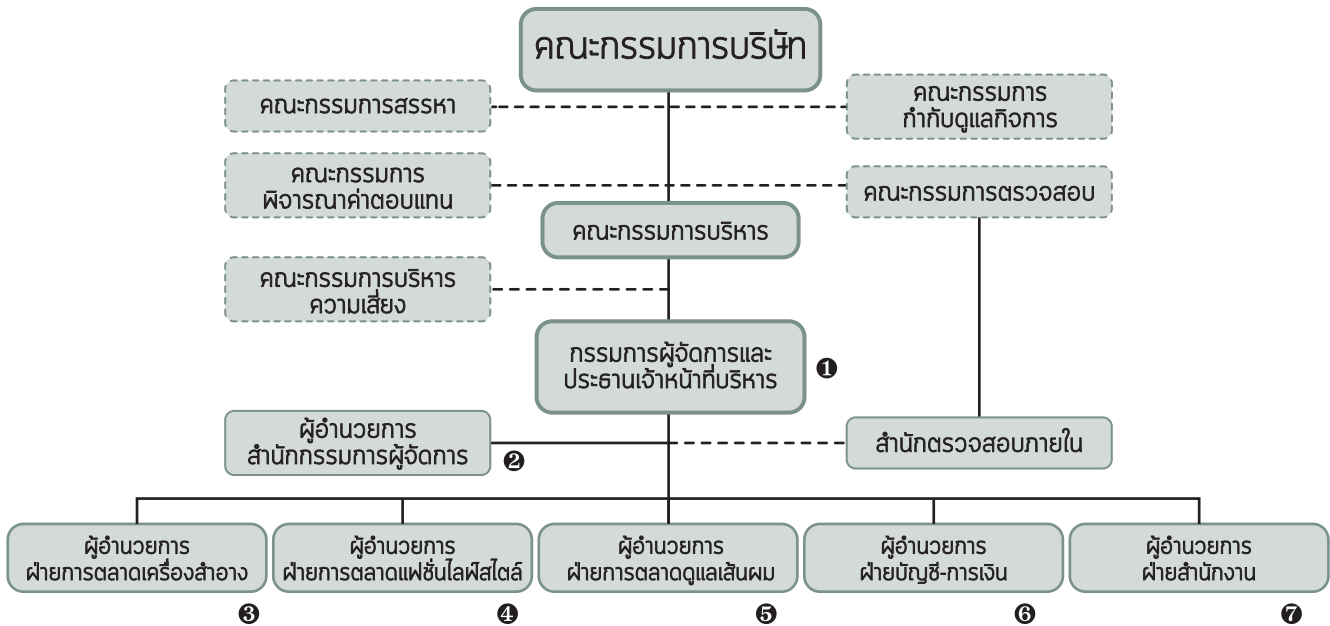 คณะกรรมการบริษัท
คณะกรรมการสรรหา
คณะกรรมการ
กำกับดูแลกิจการ
คณะกรรมการ
พิจารณาค่าตอบแทน
คณะกรรมการตรวจสอบ
คณะกรรมการบริหาร
คณะกรรมการบริหาร
ความเสี่ยง
กรรมการผู้จัดการและ
ประธานเจ้าหน้าที่บริหาร
❶
ผู้อำนวยการ
สำนักกรรมการผู้จัดการ
❷
สำนักตรวจสอบภายใน
ผู้อำนวยการ
ฝ่ายการตลาดเครื่องสำอาง
❸
ผู้อำนวยการ
ฝ่ายการตลาดแฟชั่นไลฟ์สไตล์
❹
ผู้อำนวยการ
ฝ่ายการตลาดดูแลเส้นผม
❺
ผู้อำนวยการ
ฝ่ายบัญชี-การเงิน
❻
ผู้อำนวยการ
ฝ่ายสำนักงาน
❼